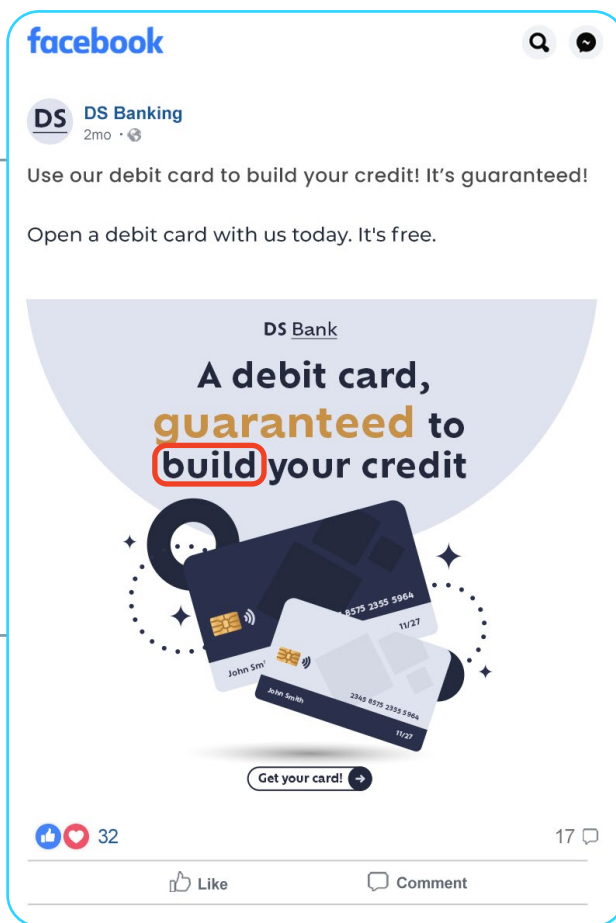 facebook
DS DS Banking
2mo ·
Use our debit card to build your credit! It’s guaranteed!
Open a debit card with us today. It's free.
DS Bank
A debit card,
guaranteed to
build your credit
8575 2355 5964
11/27
John Sm
John Smith
2345 8575 2355 5964
11/27
Get your card!
32
17
Like
Comment